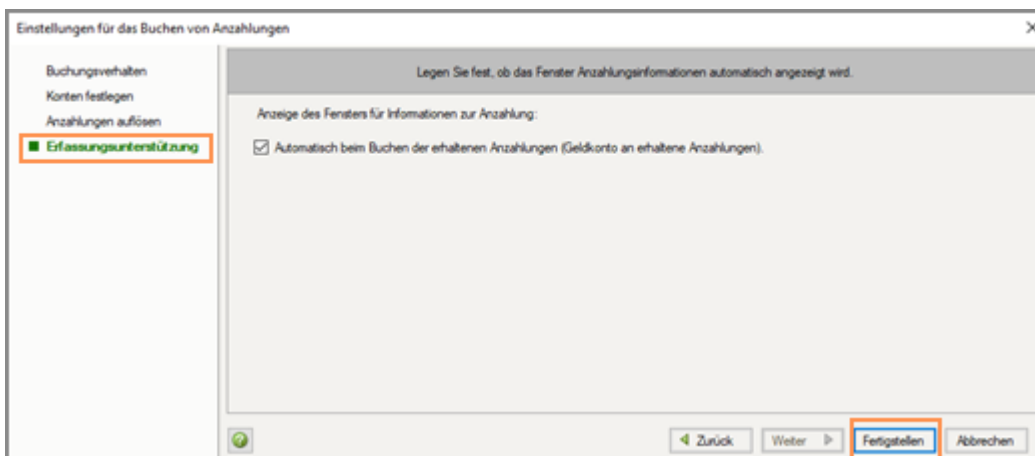 Einstellungen für das Buchen von Anzahlungen
Buchungsverhalten
Konten festlegen
Anzahlungen auflösen
Erfassungsunterstützung
Legen Sie fest, ob das Fenster Anzahlungsinformationen automatisch angezeigt wird.
Anzeige des Fensters für Informationen zur Anzahlung:
Automatisch beim Buchen der erhaltenen Anzahlungen (Geldkonto an erhaltene Anzahlungen).
Zurück Weiter Fertigstellen Abbrechen